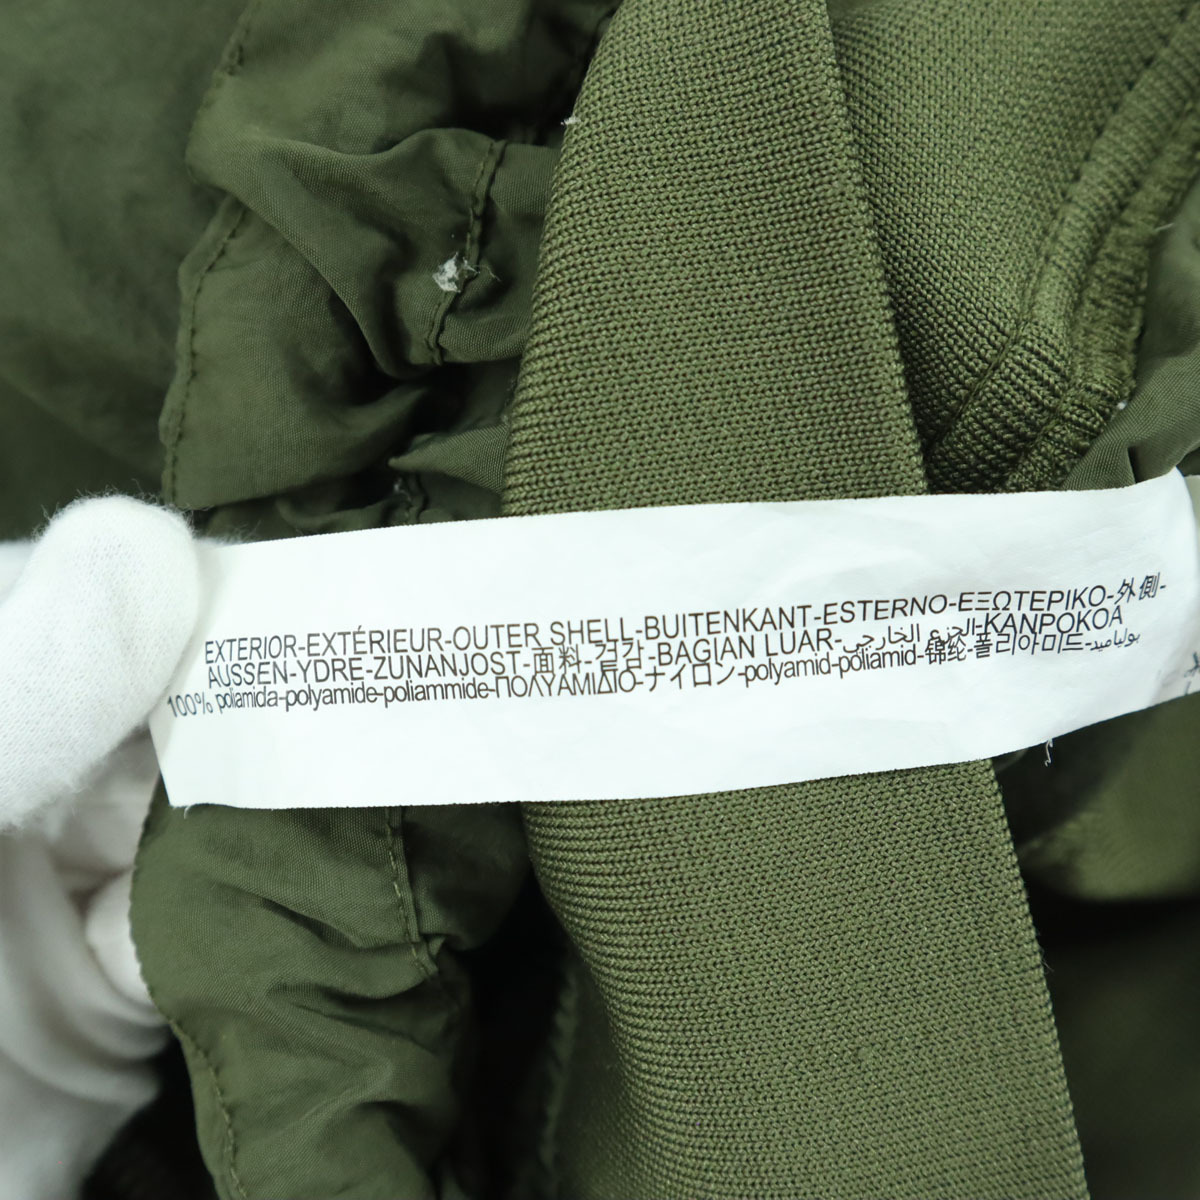 EXTERIOR-EXTÉRIEUR-OUTER SHELL-BUITENKANT-ESTERNO-ΕΞΩΤΕΡΙΚΟ-外側-
AUSSEN-YDRE-ZUNANJOST-面料-겉감-BAGIAN LUAR-الجزء الخارجي-KANPOKOA
100% poliamida-polyamide-poliammide-ΠΟΛΥΑΜΙΔΙΟ-ナイロン-polyamid-poliamid-锦纶-폴리아미드-بوليأميد